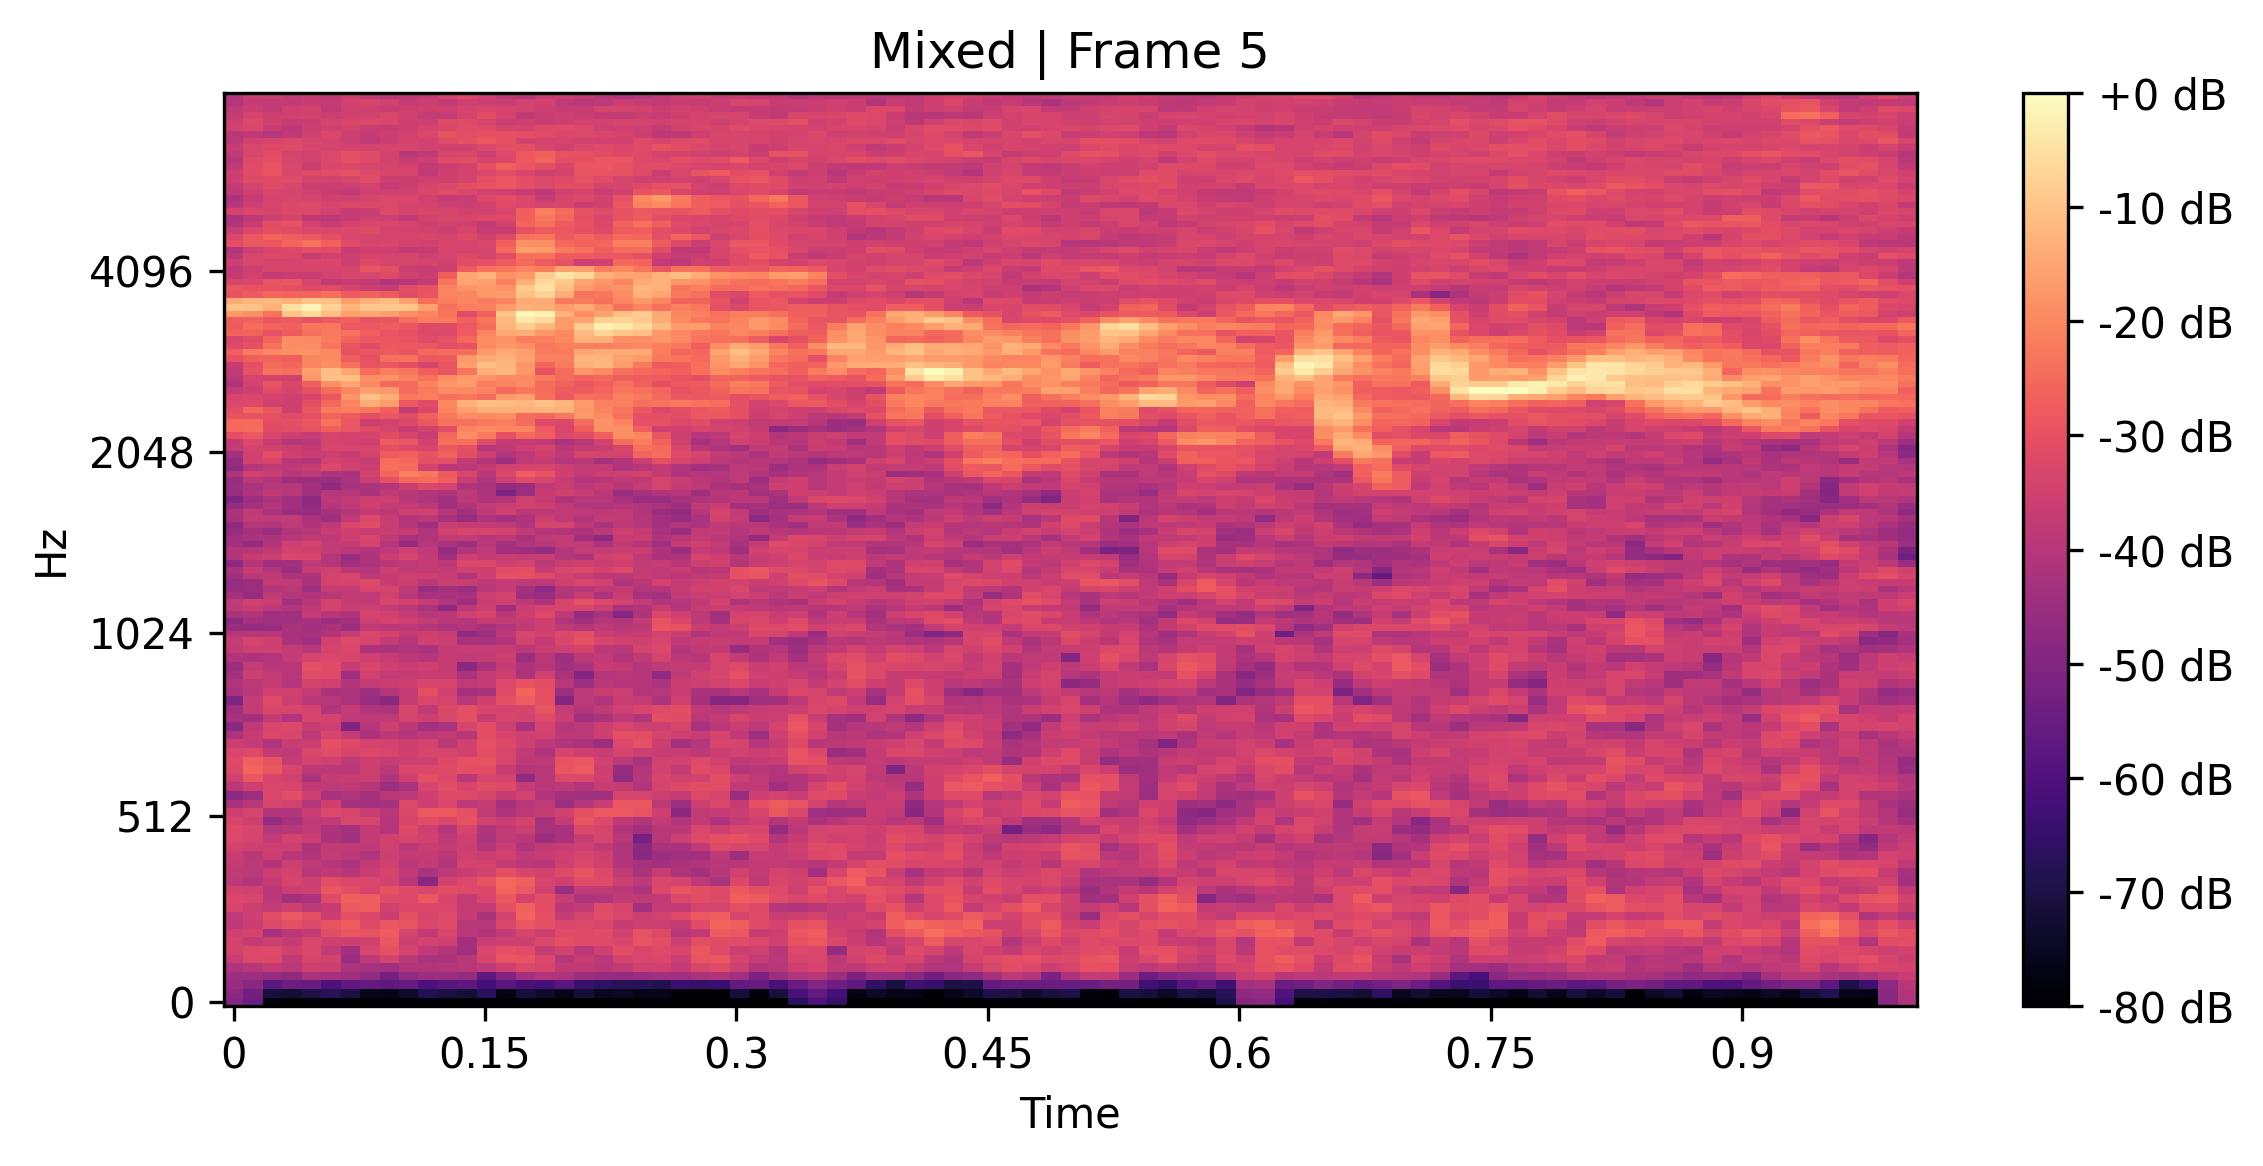 Mixed | Frame 5
Hz
4096
2048
1024
512
0
0 0.15 0.3 0.45 0.6 0.75 0.9
Time
+0 dB
-10 dB
-20 dB
-30 dB
-40 dB
-50 dB
-60 dB
-70 dB
-80 dB